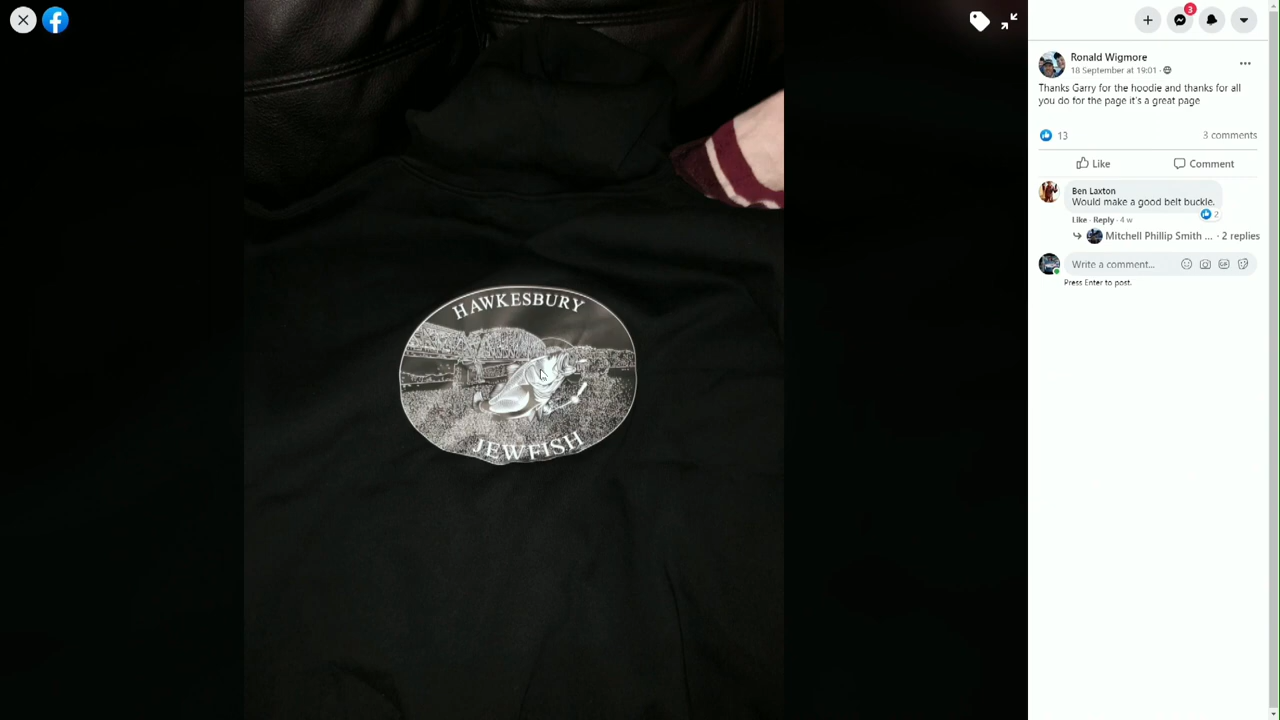 HAWKESBURY
JEWFISH
3
Ronald Wigmore
18 September at 19:01 ·
Thanks Garry for the hoodie and thanks for all
you do for the page it's a great page
13
3 comments
Like
Comment
Ben Laxton
Would make a good belt buckle.
2
Like · Reply · 4 w
Mitchell Phillip Smith ... · 2 replies
Write a comment...
GIF
Press Enter to post.